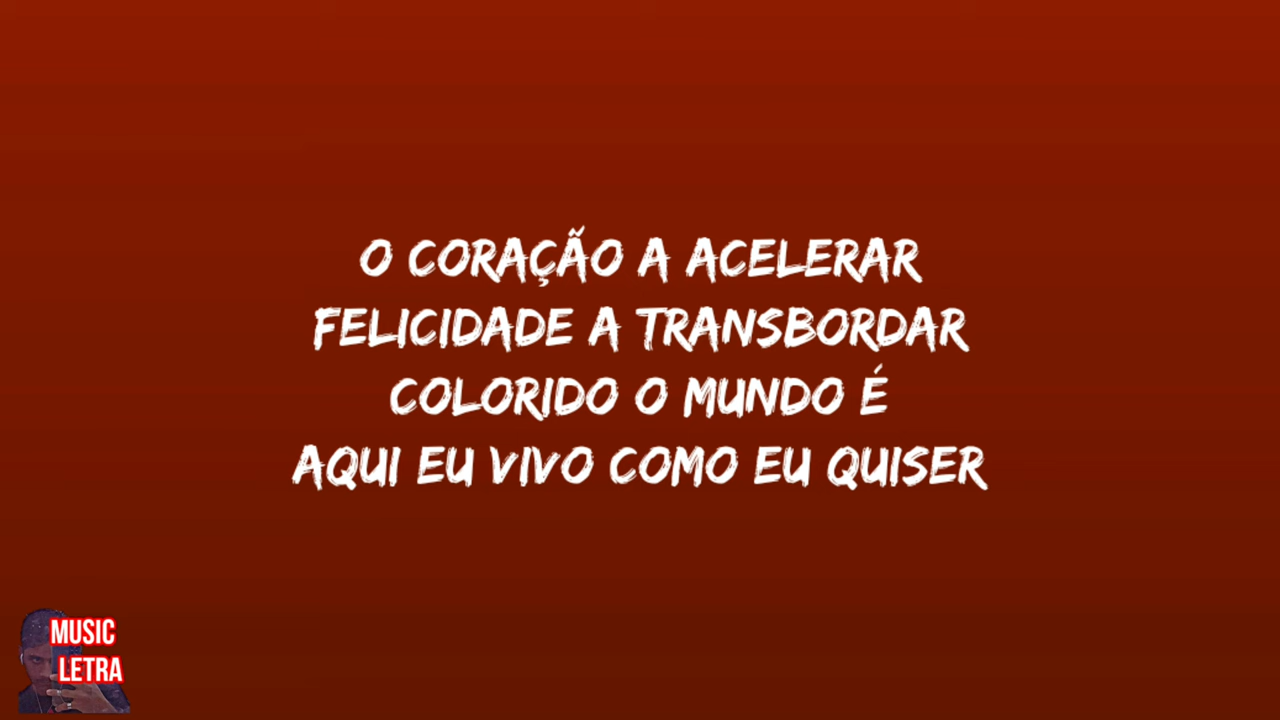 O CORAÇÃO A ACELERAR
FELICIDADE A TRANSBORDAR
COLORIDO O MUNDO É
AQUI EU VIVO COMO EU QUISER
MUSIC
LETRA